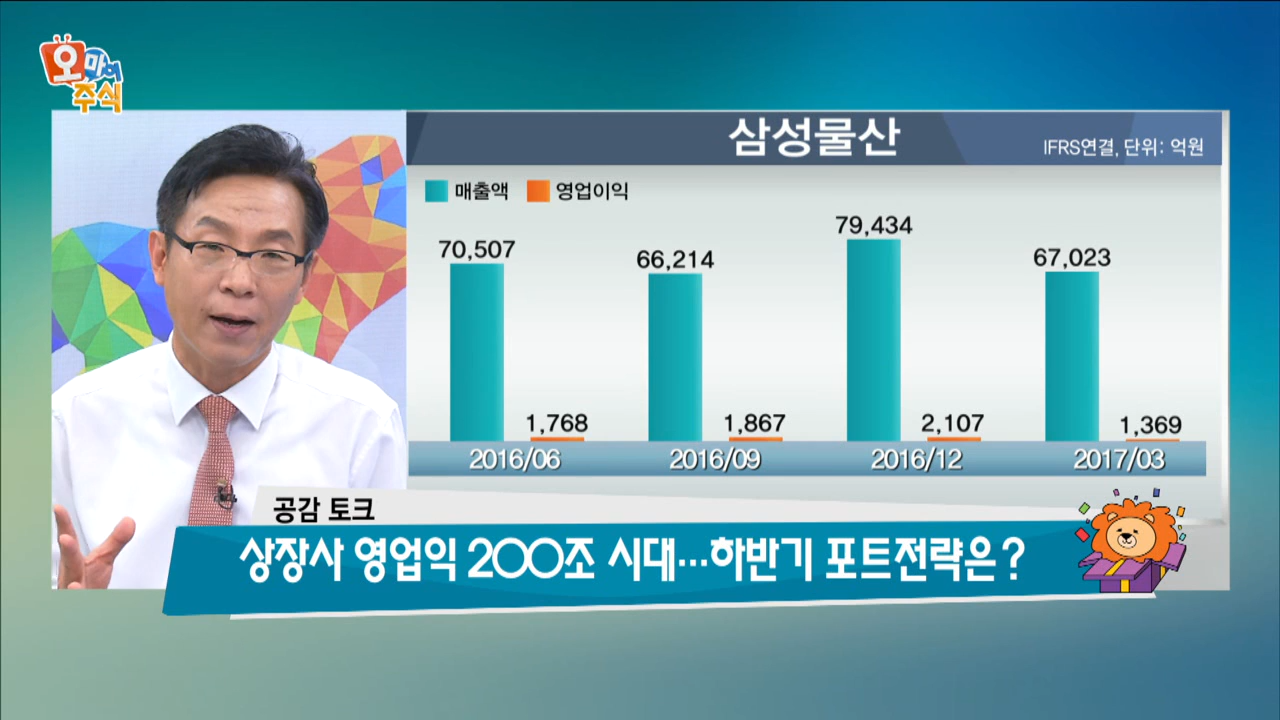 오 마이
주식
삼성물산
IFRS연결, 단위: 억원
매출액 영업이익
70,507
66,214
79,434
67,023
1,768
1,867
2,107
1,369
2016/06
2016/09
2016/12
2017/03
공감 토크
상장사 영업익 200조 시대…하반기 포트전략은?